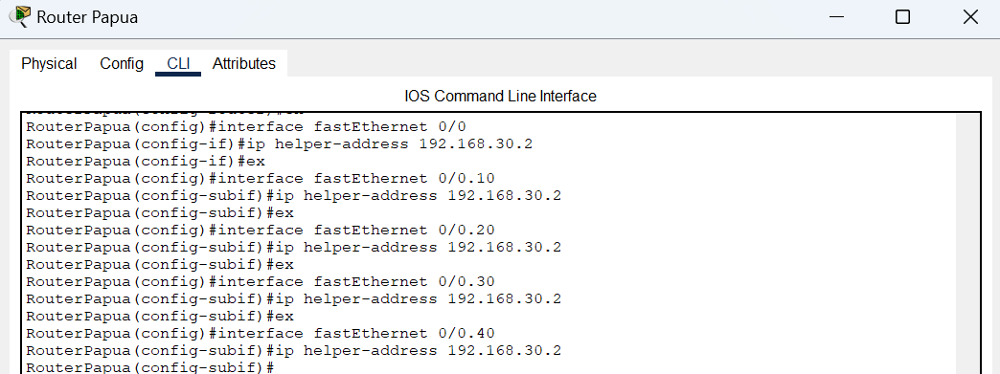 Router Papua
Physical Config CLI Attributes
IOS Command Line Interface
RouterPapua(config)#interface fastEthernet 0/0
RouterPapua(config-if)#ip helper-address 192.168.30.2
RouterPapua(config-if)#ex
RouterPapua(config)#interface fastEthernet 0/0.10
RouterPapua(config-subif)#ip helper-address 192.168.30.2
RouterPapua(config-subif)#ex
RouterPapua(config)#interface fastEthernet 0/0.20
RouterPapua(config-subif)#ip helper-address 192.168.30.2
RouterPapua(config-subif)#ex
RouterPapua(config)#interface fastEthernet 0/0.30
RouterPapua(config-subif)#ip helper-address 192.168.30.2
RouterPapua(config-subif)#ex
RouterPapua(config)#interface fastEthernet 0/0.40
RouterPapua(config-subif)#ip helper-address 192.168.30.2
RouterPapua(config-subif)#